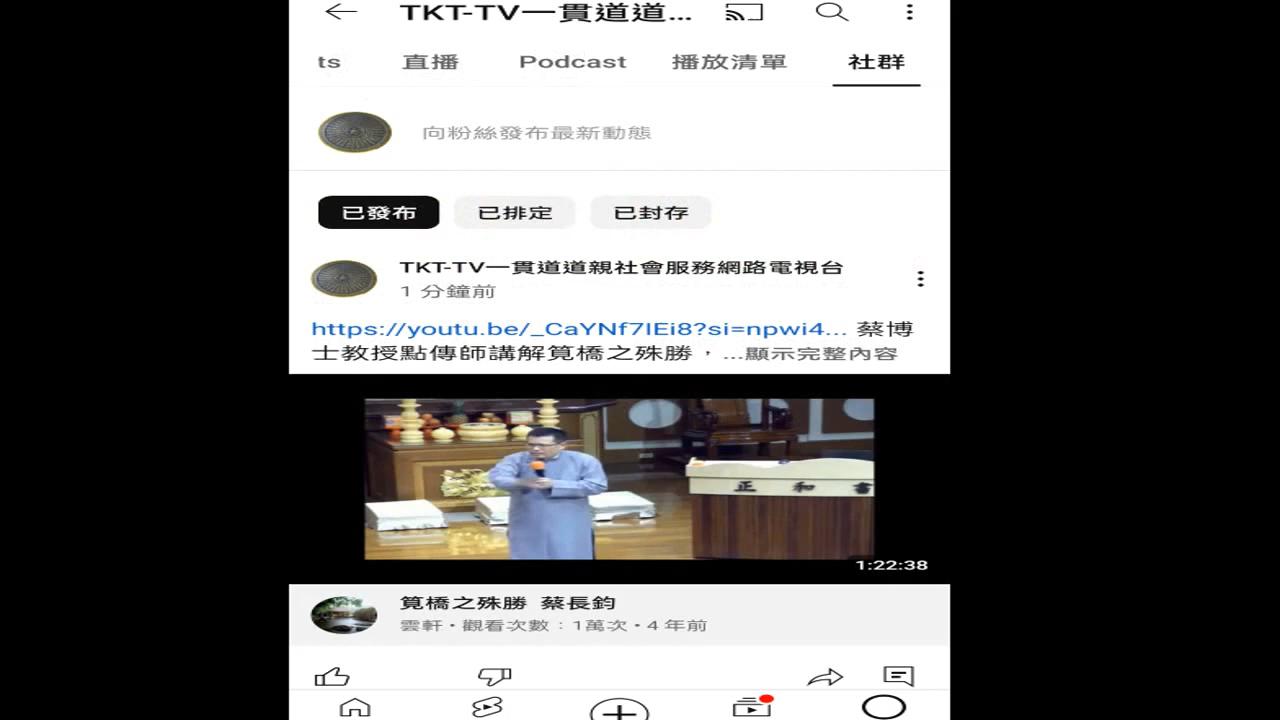 TKT-TV一貫道道...
ts 直播 Podcast 播放清單 社群
向粉絲發布最新動態
已發布 已排定 已封存
TKT-TV一貫道道親社會服務網路電視台
1 分鐘前
https://youtu.be/_CaYNf7IEi8?si=npwi4... 蔡博
士教授點傳師講解筧橋之殊勝，...顯示完整內容
正 和 書
1:22:38
筧橋之殊勝 蔡長鈞
雲軒・觀看次數：1萬次・4 年前